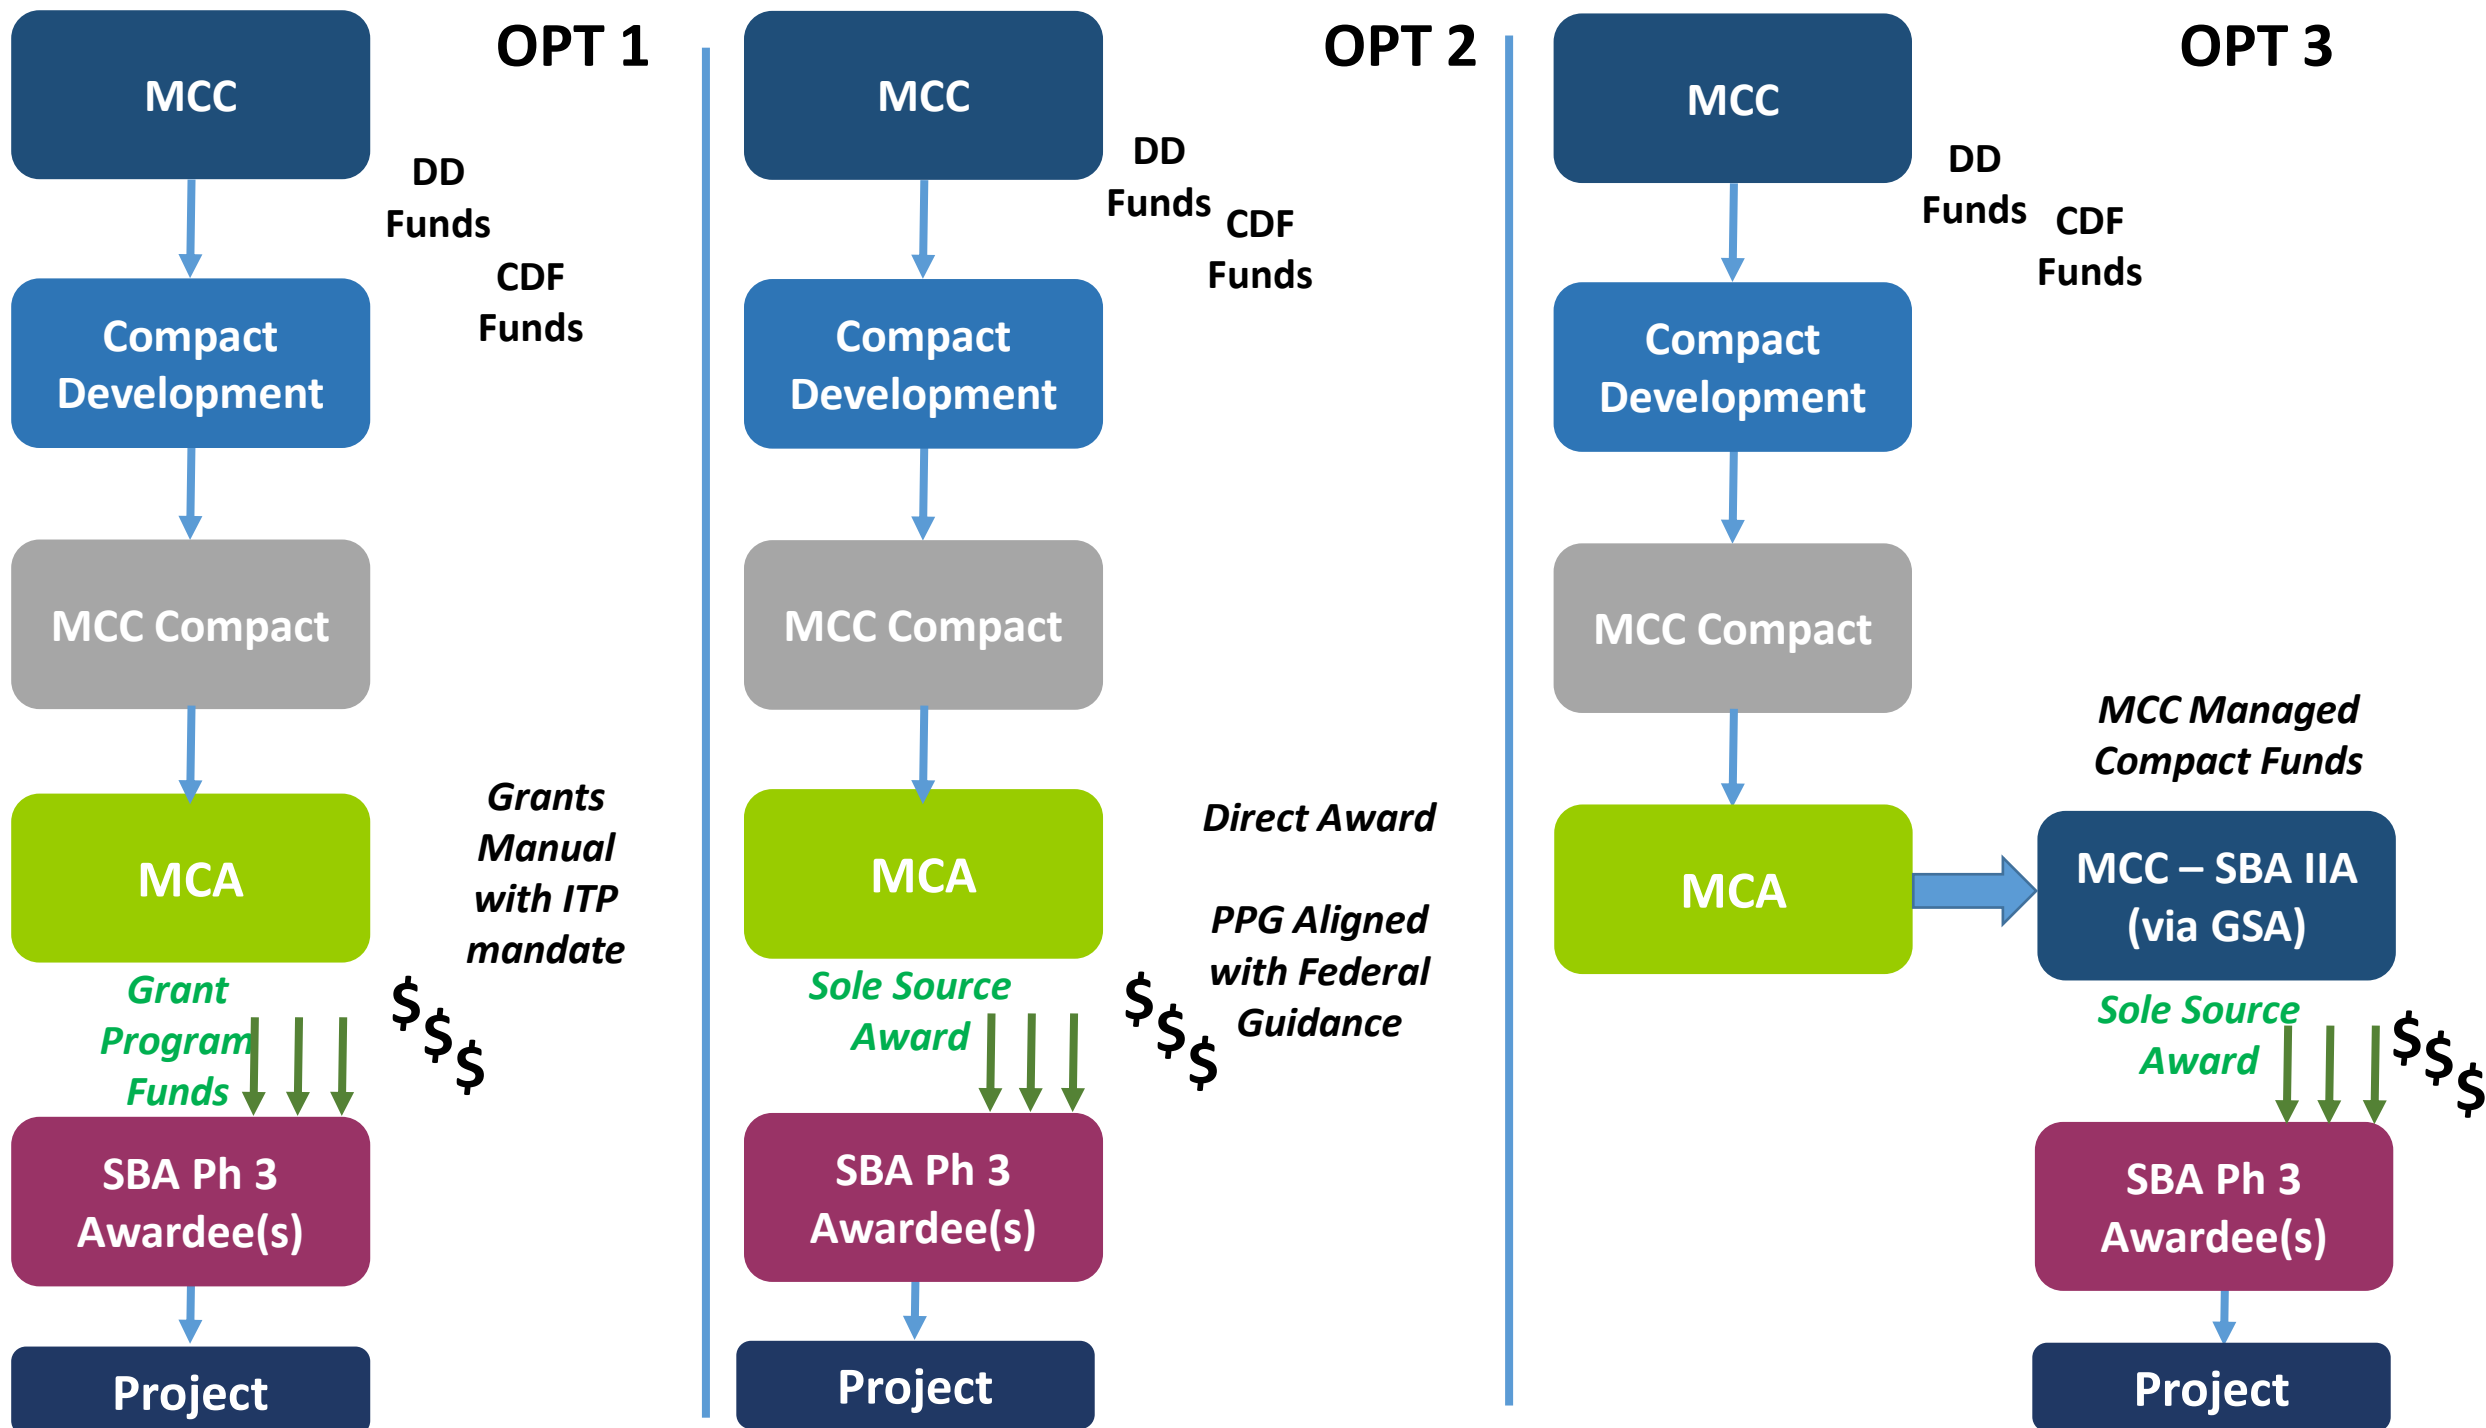 OPT 1
MCC
DD
Funds
CDF
Funds
Compact
Development
MCC Compact
Grants
Manual
with ITP
mandate
MCA
Grant
Program
Funds
$
$
$
SBA Ph 3
Awardee(s)
Project
OPT 2
MCC
DD
Funds
CDF
Funds
Compact
Development
MCC Compact
MCA
Direct Award
PPG Aligned
with Federal
Guidance
Sole Source
Award
$
$
$
SBA Ph 3
Awardee(s)
Project
OPT 3
MCC
DD
Funds
CDF
Funds
Compact
Development
MCC Compact
MCC Managed
Compact Funds
MCA
MCC – SBA IIA
(via GSA)
Sole Source
Award
$
$
$
SBA Ph 3
Awardee(s)
Project